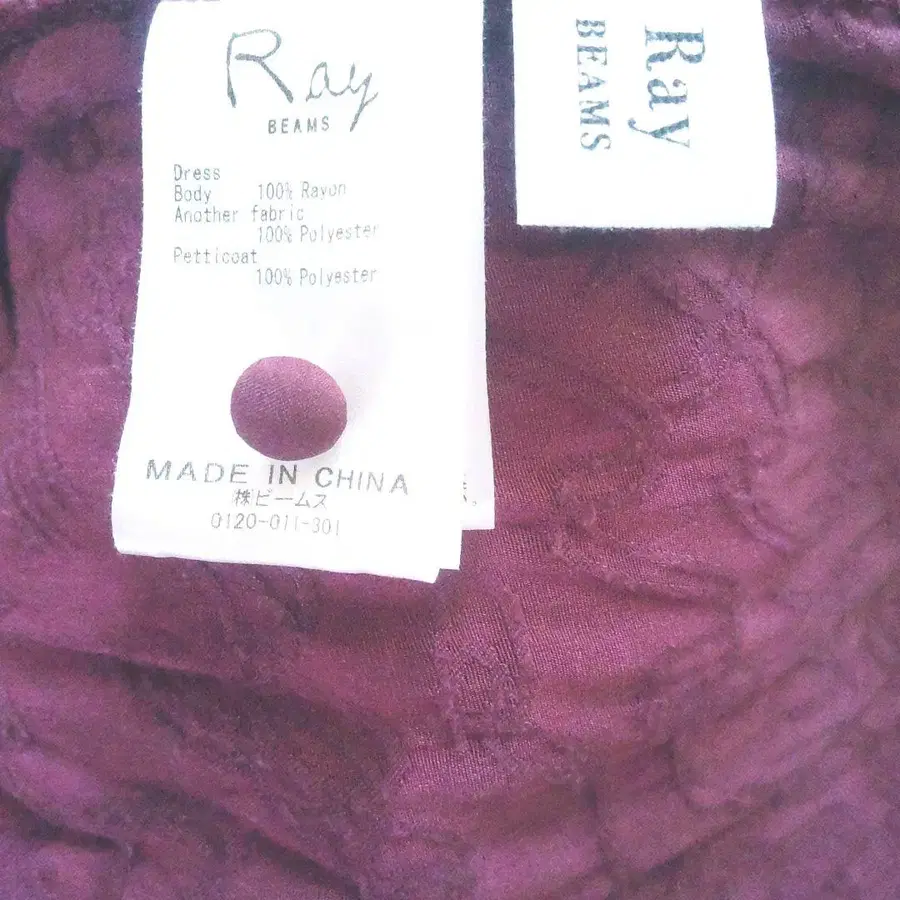 Ray
BEAMS
Dress
Body 100% Rayon
Another fabric
100% Polyester
Petticoat
100% Polyester
MADE IN CHINA
㈱ビームス
0120-011-301
Ray
BEAMS